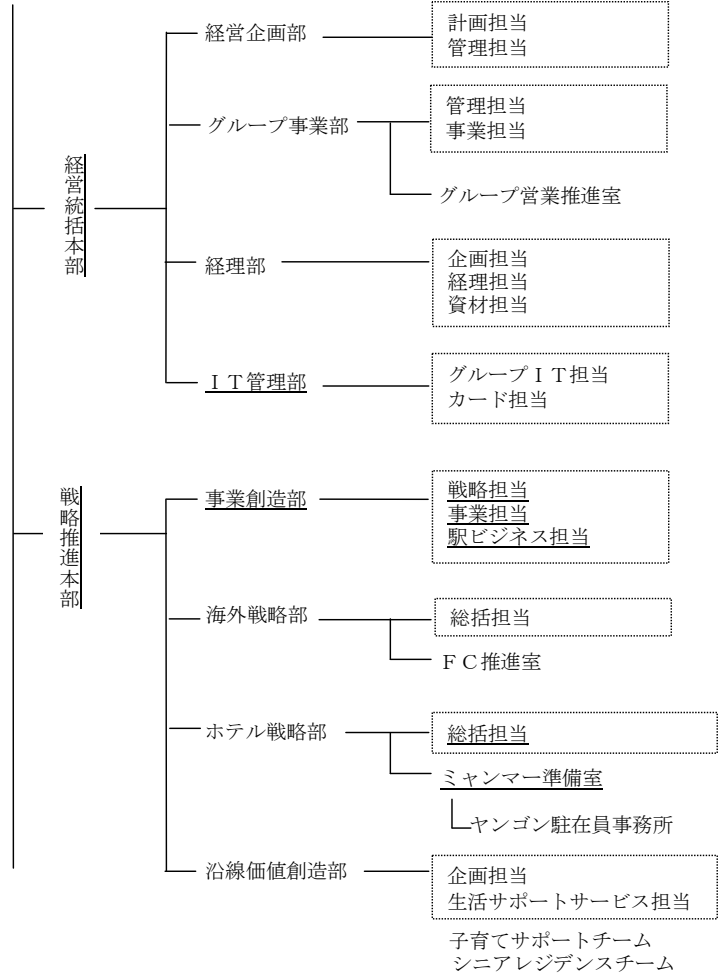 経営統括本部
経営企画部
計画担当
管理担当
グループ事業部
管理担当
事業担当
グループ営業推進室
経理部
企画担当
経理担当
資材担当
ＩＴ管理部
グループＩＴ担当
カード担当
戦略推進本部
事業創造部
戦略担当
事業担当
駅ビジネス担当
海外戦略部
総括担当
ＦＣ推進室
ホテル戦略部
総括担当
ミャンマー準備室
ヤンゴン駐在員事務所
沿線価値創造部
企画担当
生活サポートサービス担当
子育てサポートチーム
シニアレジデンスチーム